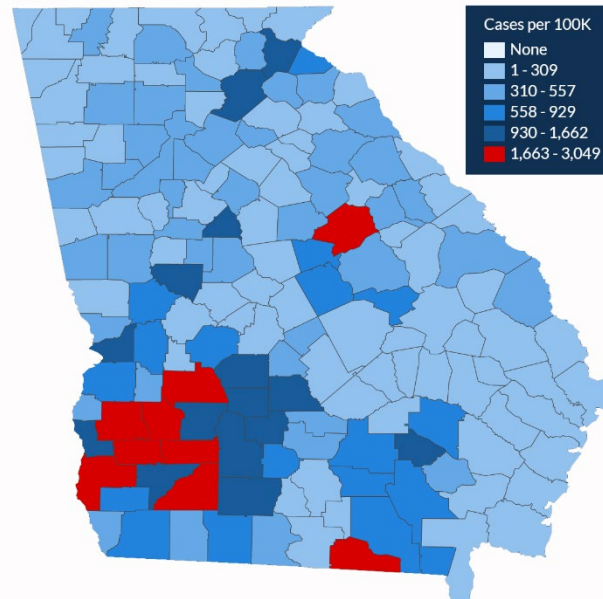 Cases per 100K
None
1 - 309
310 - 557
558 - 929
930 - 1,662
1,663 - 3,049